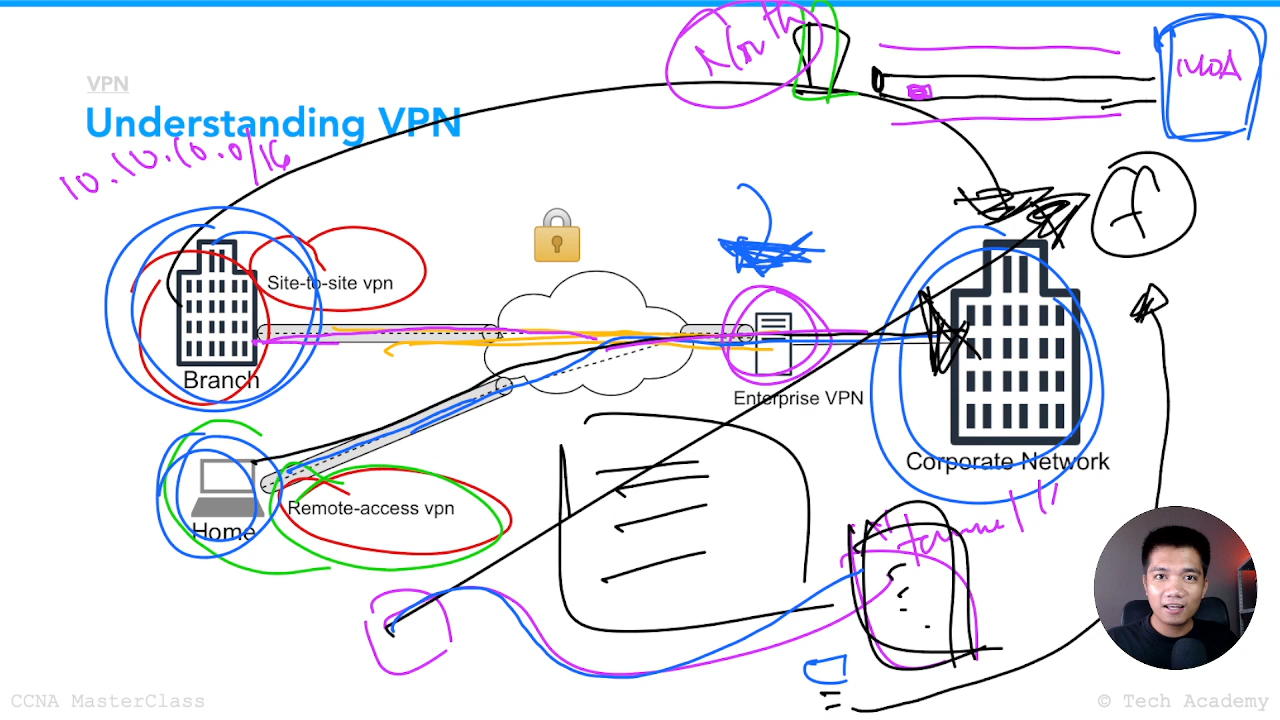 VPN
Understanding VPN
North
10.10.10.0/16
Site-to-site vpn
Branch
Enterprise VPN
Corporate Network
Remote-access vpn
Home
CCNA MasterClass
© Tech Academy